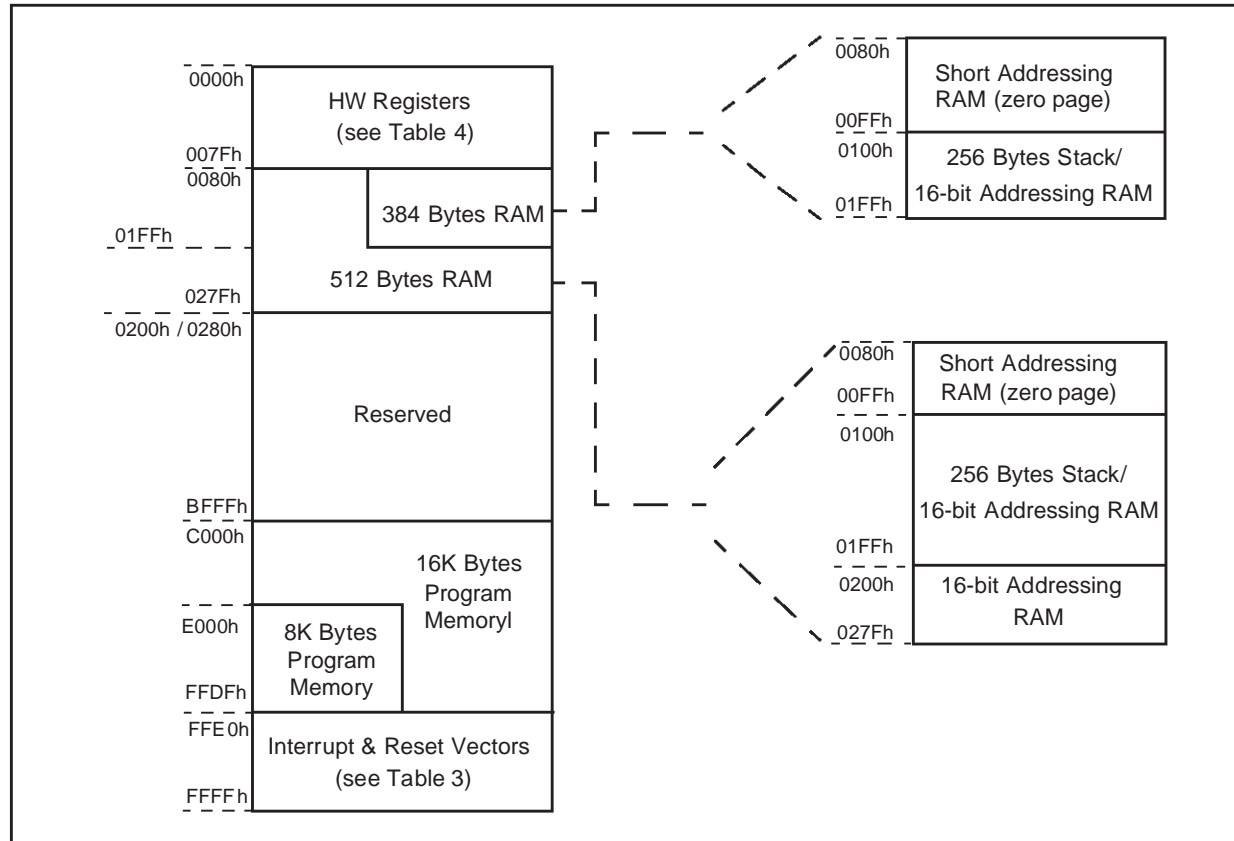 0000h
HW Registers
(see Table 4)
007Fh
0080h
384 Bytes RAM
01FFh
512 Bytes RAM
027Fh
0200h / 0280h
Reserved
BFFFh
C000h
16K Bytes
Program
Memoryl
E000h
8K Bytes
Program
Memory
FFDFh
FFE0h
Interrupt & Reset Vectors
(see Table 3)
FFFFh
0080h
Short Addressing
RAM (zero page)
00FFh
0100h
256 Bytes Stack/
16-bit Addressing RAM
01FFh
0080h
Short Addressing
RAM (zero page)
00FFh
0100h
256 Bytes Stack/
16-bit Addressing RAM
01FFh
0200h
16-bit Addressing
RAM
027Fh